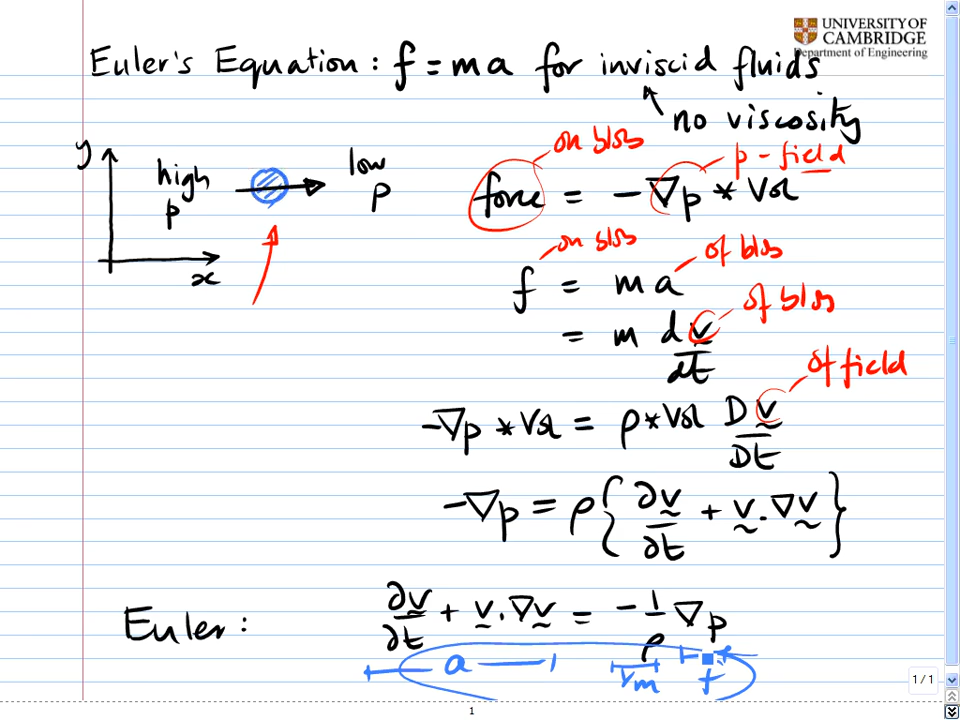 UNIVERSITY OF
CAMBRIDGE
Department of Engineering
Euler's Equation: f = ma for inviscid fluids
no viscosity
on blob
p - field
y
high
p
low
p
x
force = -∇p * Vol
on blob
of blob
f = ma
of blob
= m dv/dt
of field
-∇p * Vol = ρ * Vol Dv/Dt
-∇p = ρ { ∂v/∂t + v.∇v }
Euler: ∂v/∂t + v.∇v = -1/ρ ∇p
a 1/m f
1/1
1